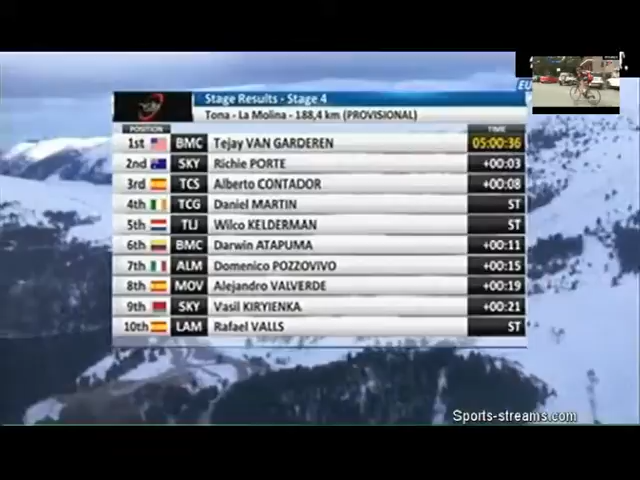 EU
Stage Results - Stage 4
Tona - La Molina - 188,4 km (PROVISIONAL)
POSITION TIME
1st BMC Tejay VAN GARDEREN 05:00:36
2nd SKY Richie PORTE +00:03
3rd TCS Alberto CONTADOR +00:08
4th TCG Daniel MARTIN ST
5th TLJ Wilco KELDERMAN ST
6th BMC Darwin ATAPUMA +00:11
7th ALM Domenico POZZOVIVO +00:15
8th MOV Alejandro VALVERDE +00:19
9th SKY Vasil KIRYIENKA +00:21
10th LAM Rafael VALLS ST
Sports-streams.com